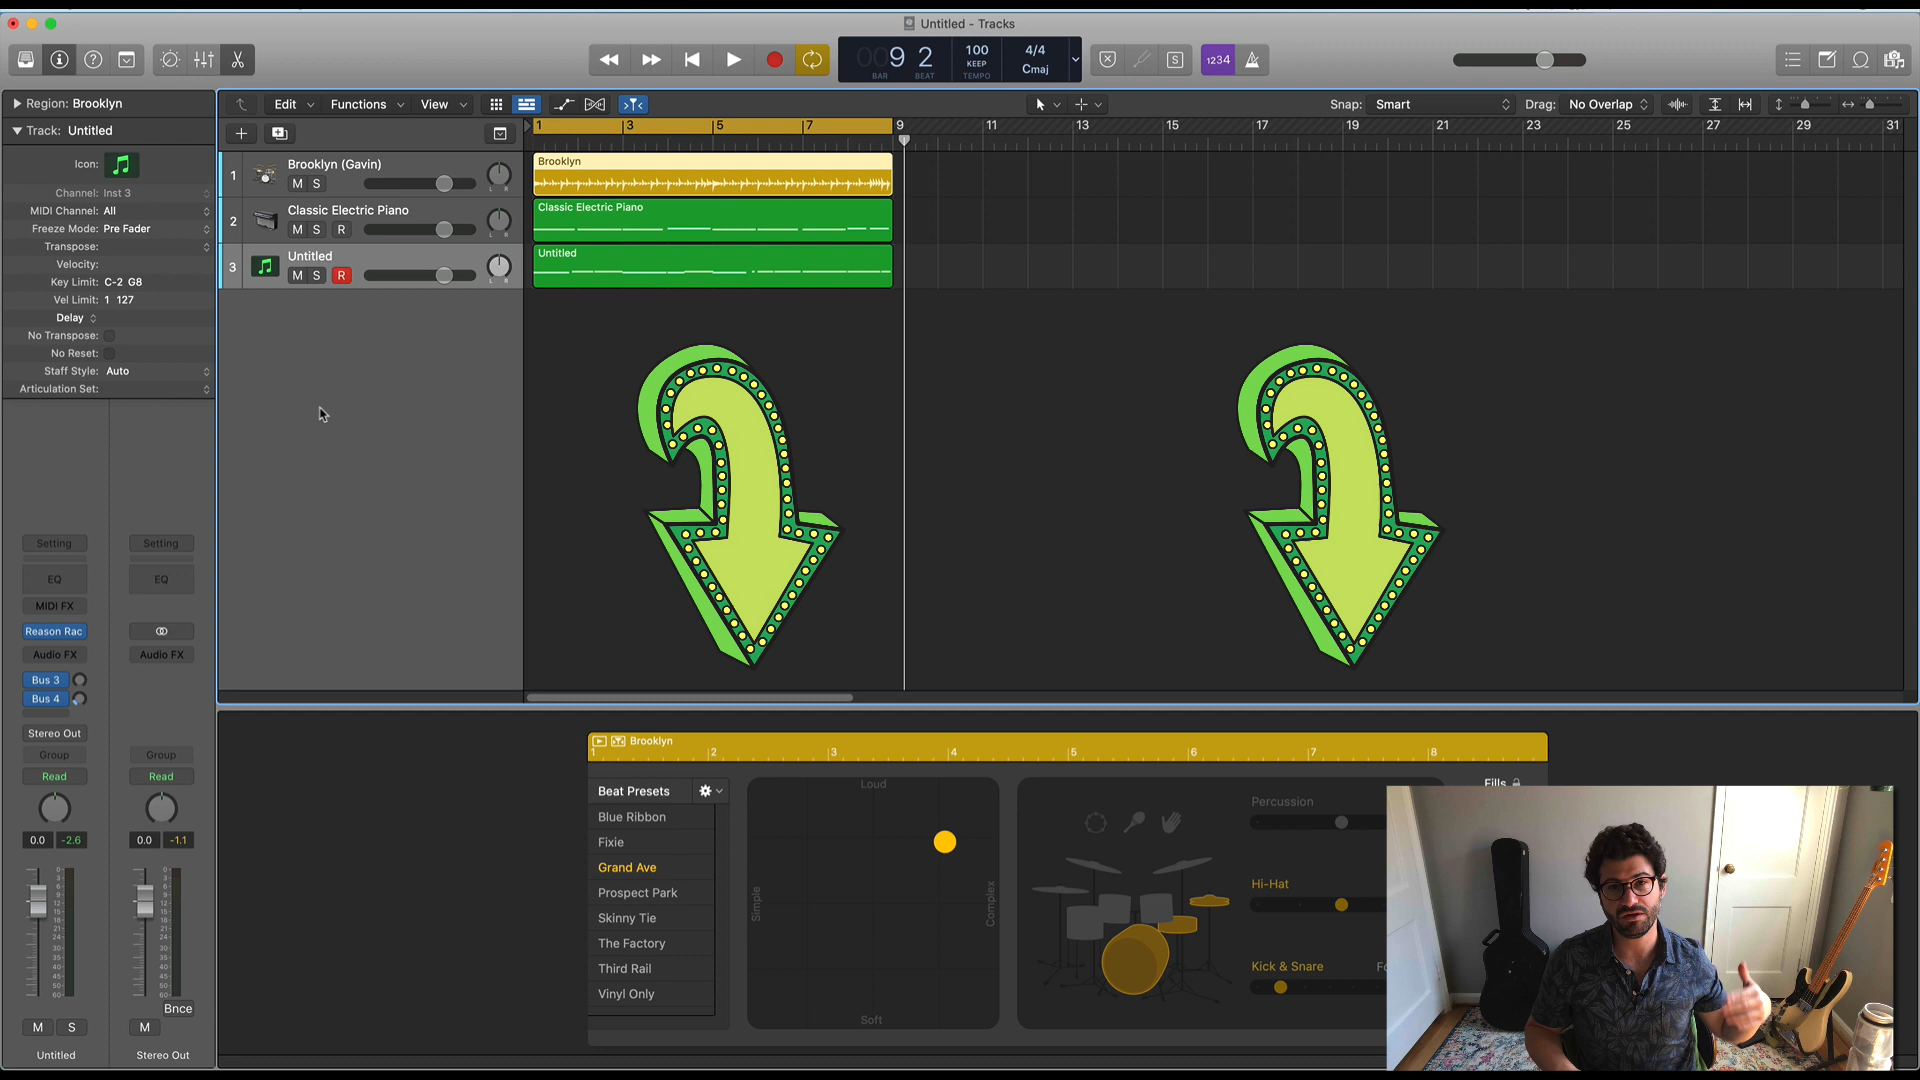 Untitled - Tracks
009 2
BAR BEAT
100
KEEP
TEMPO
4/4
Cmaj
S
1234
Region: Brooklyn
Track: Untitled
Edit Functions View
Snap: Smart Drag: No Overlap
1 3 5 7 9 11 13 15 17 19 21 23 25 27 29 31
Icon:
Channel: Inst 3
MIDI Channel: All
Freeze Mode: Pre Fader
Transpose:
Velocity:
Key Limit: C-2 G8
Vel Limit: 1 127
Delay
No Transpose:
No Reset:
Staff Style: Auto
Articulation Set:
1 Brooklyn (Gavin)
M S
L R
Brooklyn
2 Classic Electric Piano
M S R
L R
Classic Electric Piano
3 Untitled
M S R
L R
Untitled
Setting Setting
EQ EQ
MIDI FX
Reason Rac
Audio FX Audio FX
Bus 3
Bus 4
Stereo Out
Group Group
Read Read
0.0 -2.6 0.0 -1.1
Bnce
M S M
Untitled Stereo Out
Brooklyn
1 2 3 4 5 6 7 8
Beat Presets
Blue Ribbon
Fixie
Grand Ave
Prospect Park
Skinny Tie
The Factory
Third Rail
Vinyl Only
Loud
Simple
Complex
Soft
Fills
Percussion
Hi-Hat
Kick & Snare